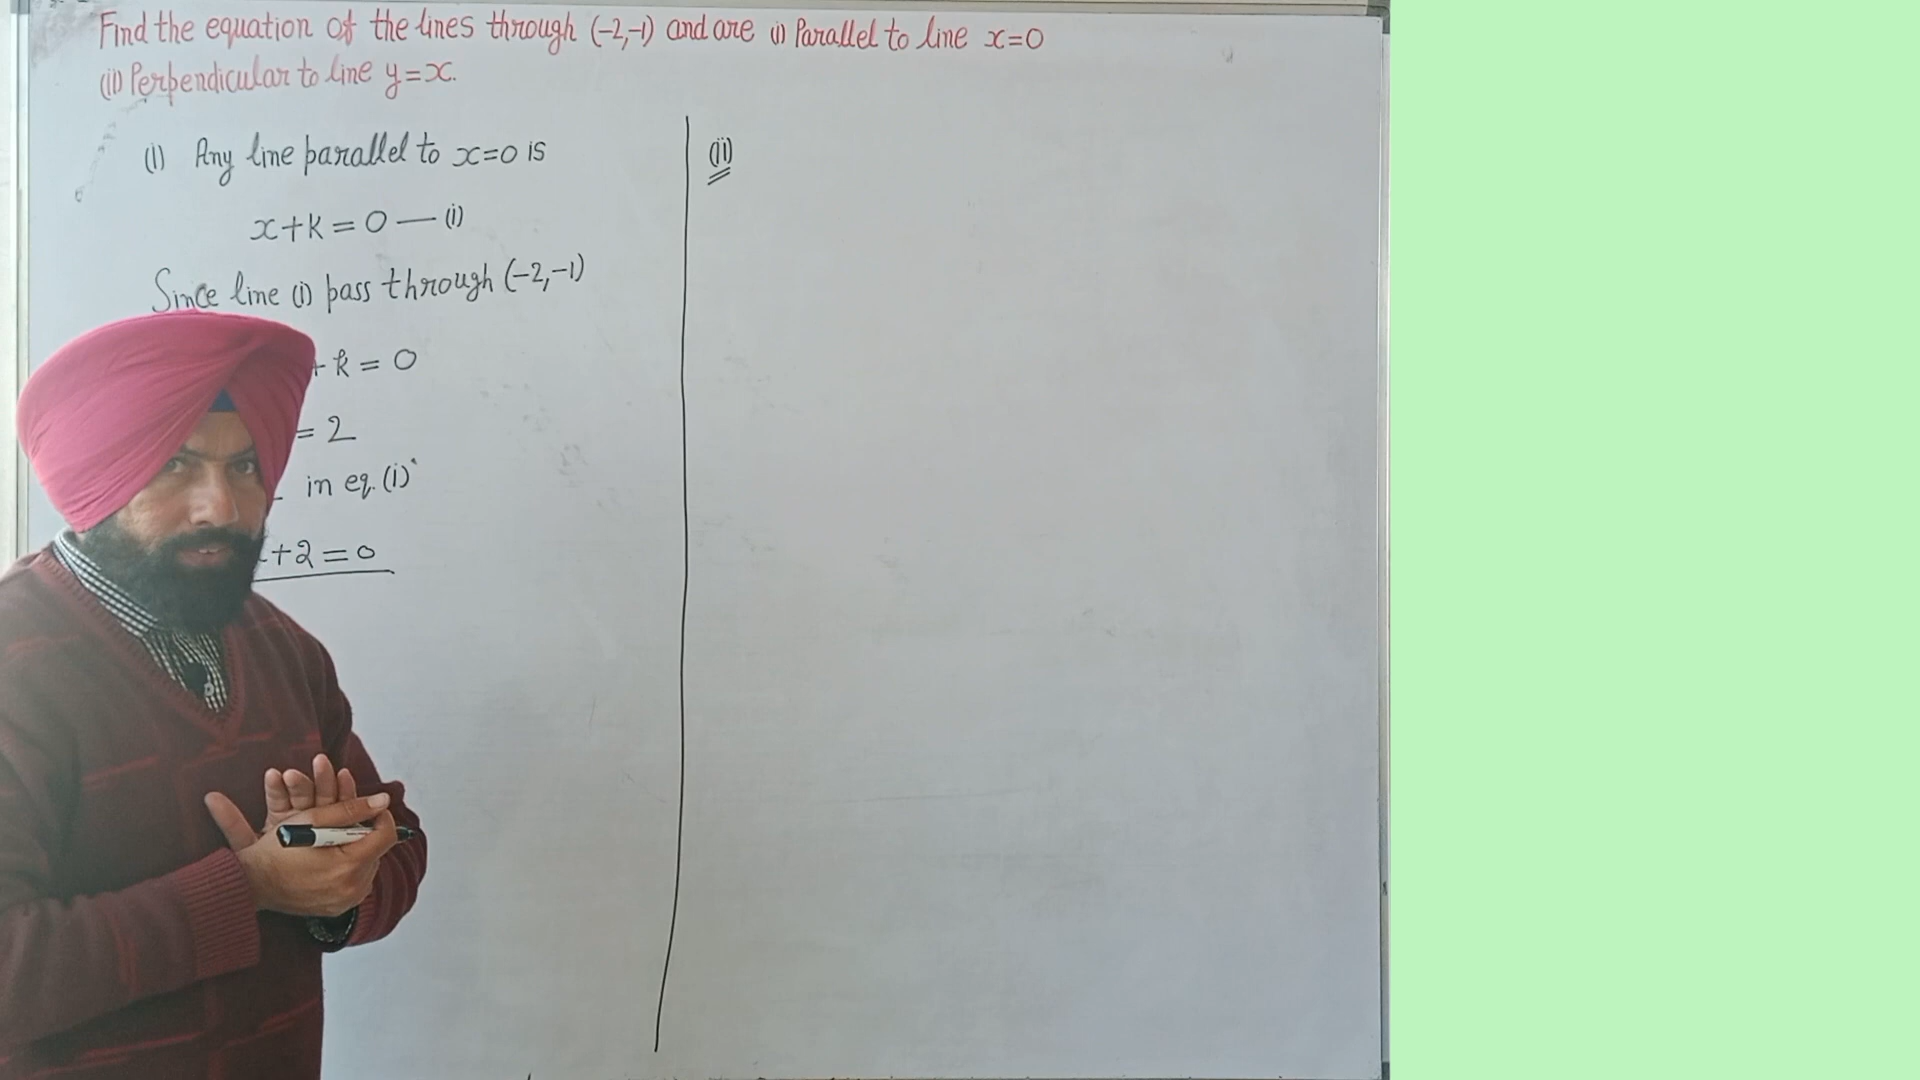 Find the equation of the lines through (-2,-1) and are (i) Parallel to line x=0
(ii) Perpendicular to line y=x.
(I) Any line parallel to x=0 is
x+k=0 — (i)
Since line (i) pass through (-2,-1)
+k=0
=2
in eq.(i)
+2=0
(ii)